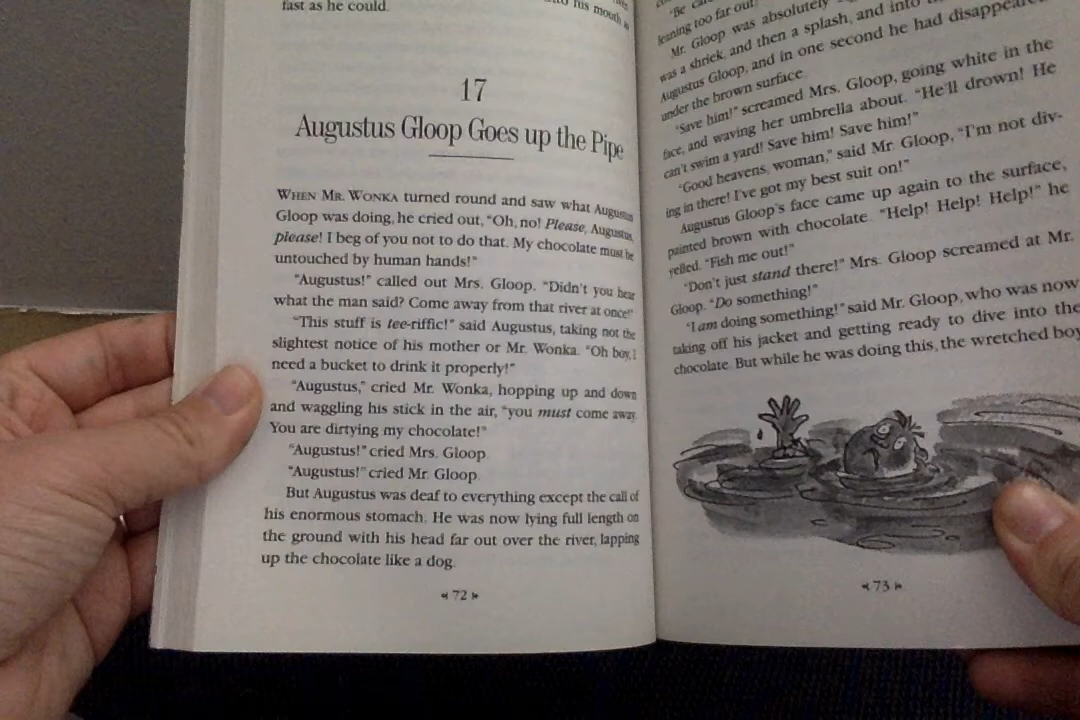 into his mouth as
fast as he could.
17
Augustus Gloop Goes up the Pipe
WHEN MR. WONKA turned round and saw what Augustus
Gloop was doing, he cried out, "Oh, no! Please, Augustus,
please! I beg of you not to do that. My chocolate must be
untouched by human hands!"
"Augustus!" called out Mrs. Gloop. "Didn't you hear
what the man said? Come away from that river at once!"
"This stuff is tee-riffic!" said Augustus, taking not the
slightest notice of his mother or Mr. Wonka. "Oh boy, I
need a bucket to drink it properly!"
"Augustus," cried Mr. Wonka, hopping up and down
and waggling his stick in the air, "you must come away.
You are dirtying my chocolate!"
"Augustus!" cried Mrs. Gloop.
"Augustus!" cried Mr. Gloop.
But Augustus was deaf to everything except the call of
his enormous stomach. He was now lying full length on
the ground with his head far out over the river, lapping
up the chocolate like a dog.
72
"Be
leaning too far out!
Mr. Gloop was absolutely
was a shriek, and then a splash, and into
Augustus Gloop, and in one second he had disappeared
under the brown surface.
"Save him!" screamed Mrs. Gloop, going white in the
face, and waving her umbrella about. "He'll drown! He
can't swim a yard! Save him! Save him!"
"Good heavens, woman," said Mr. Gloop, "I'm not div-
ing in there! I've got my best suit on!"
Augustus Gloop's face came up again to the surface,
painted brown with chocolate. "Help! Help! Help!" he
yelled. "Fish me out!"
"Don't just stand there!" Mrs. Gloop screamed at Mr.
Gloop. "Do something!"
"I am doing something!" said Mr. Gloop, who was now
taking off his jacket and getting ready to dive into the
chocolate. But while he was doing this, the wretched boy
73